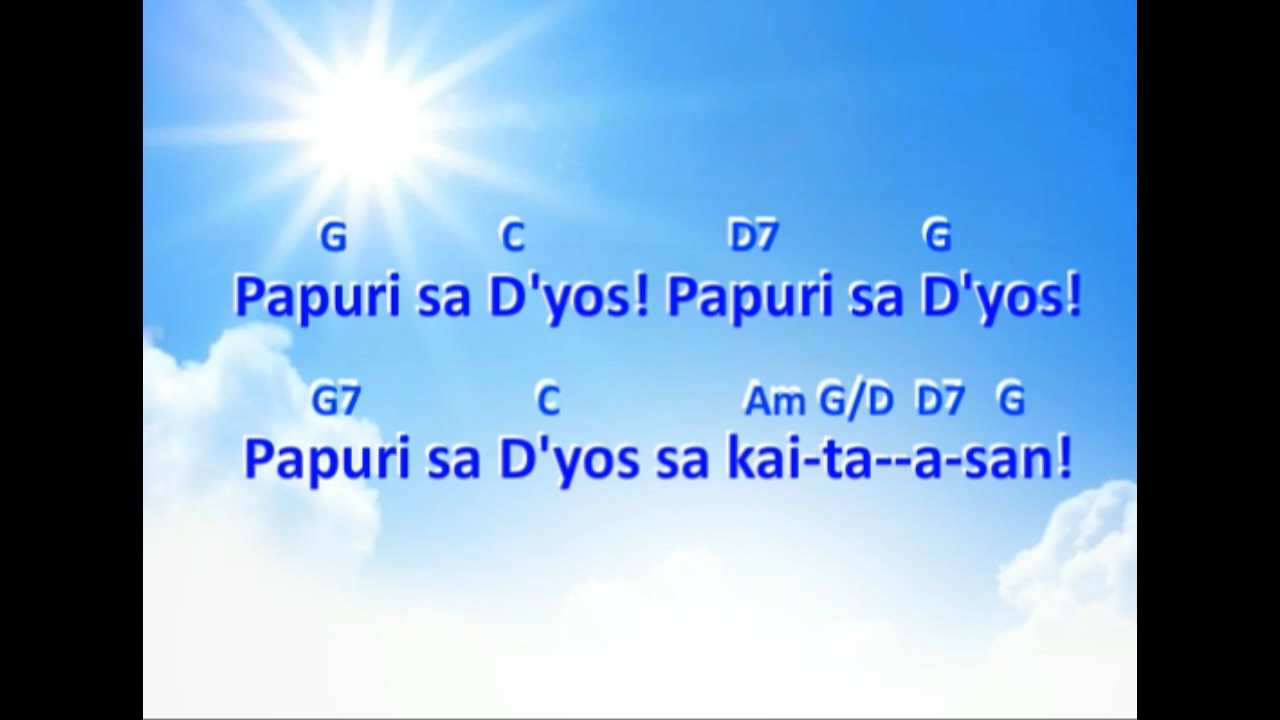 G C D7 G
Papuri sa D'yos! Papuri sa D'yos!
G7 C Am G/D D7 G
Papuri sa D'yos sa kai-ta--a-san!